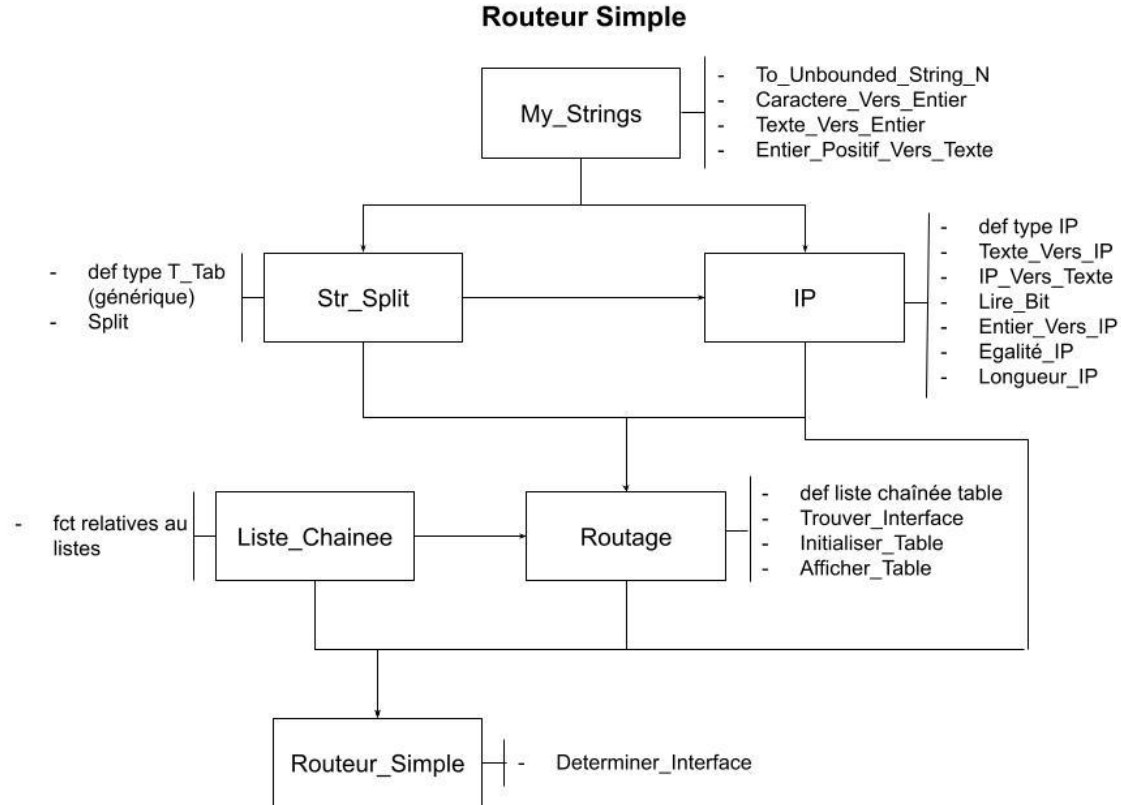 Routeur Simple
My_Strings
- To_Unbounded_String_N
- Caractere_Vers_Entier
- Texte_Vers_Entier
- Entier_Positif_Vers_Texte
- def type T_Tab
(générique)
- Split
Str_Split
IP
- def type IP
- Texte_Vers_IP
- IP_Vers_Texte
- Lire_Bit
- Entier_Vers_IP
- Egalité_IP
- Longueur_IP
- fct relatives au
listes
Liste_Chainee
Routage
- def liste chaînée table
- Trouver_Interface
- Initialiser_Table
- Afficher_Table
Routeur_Simple
- Determiner_Interface